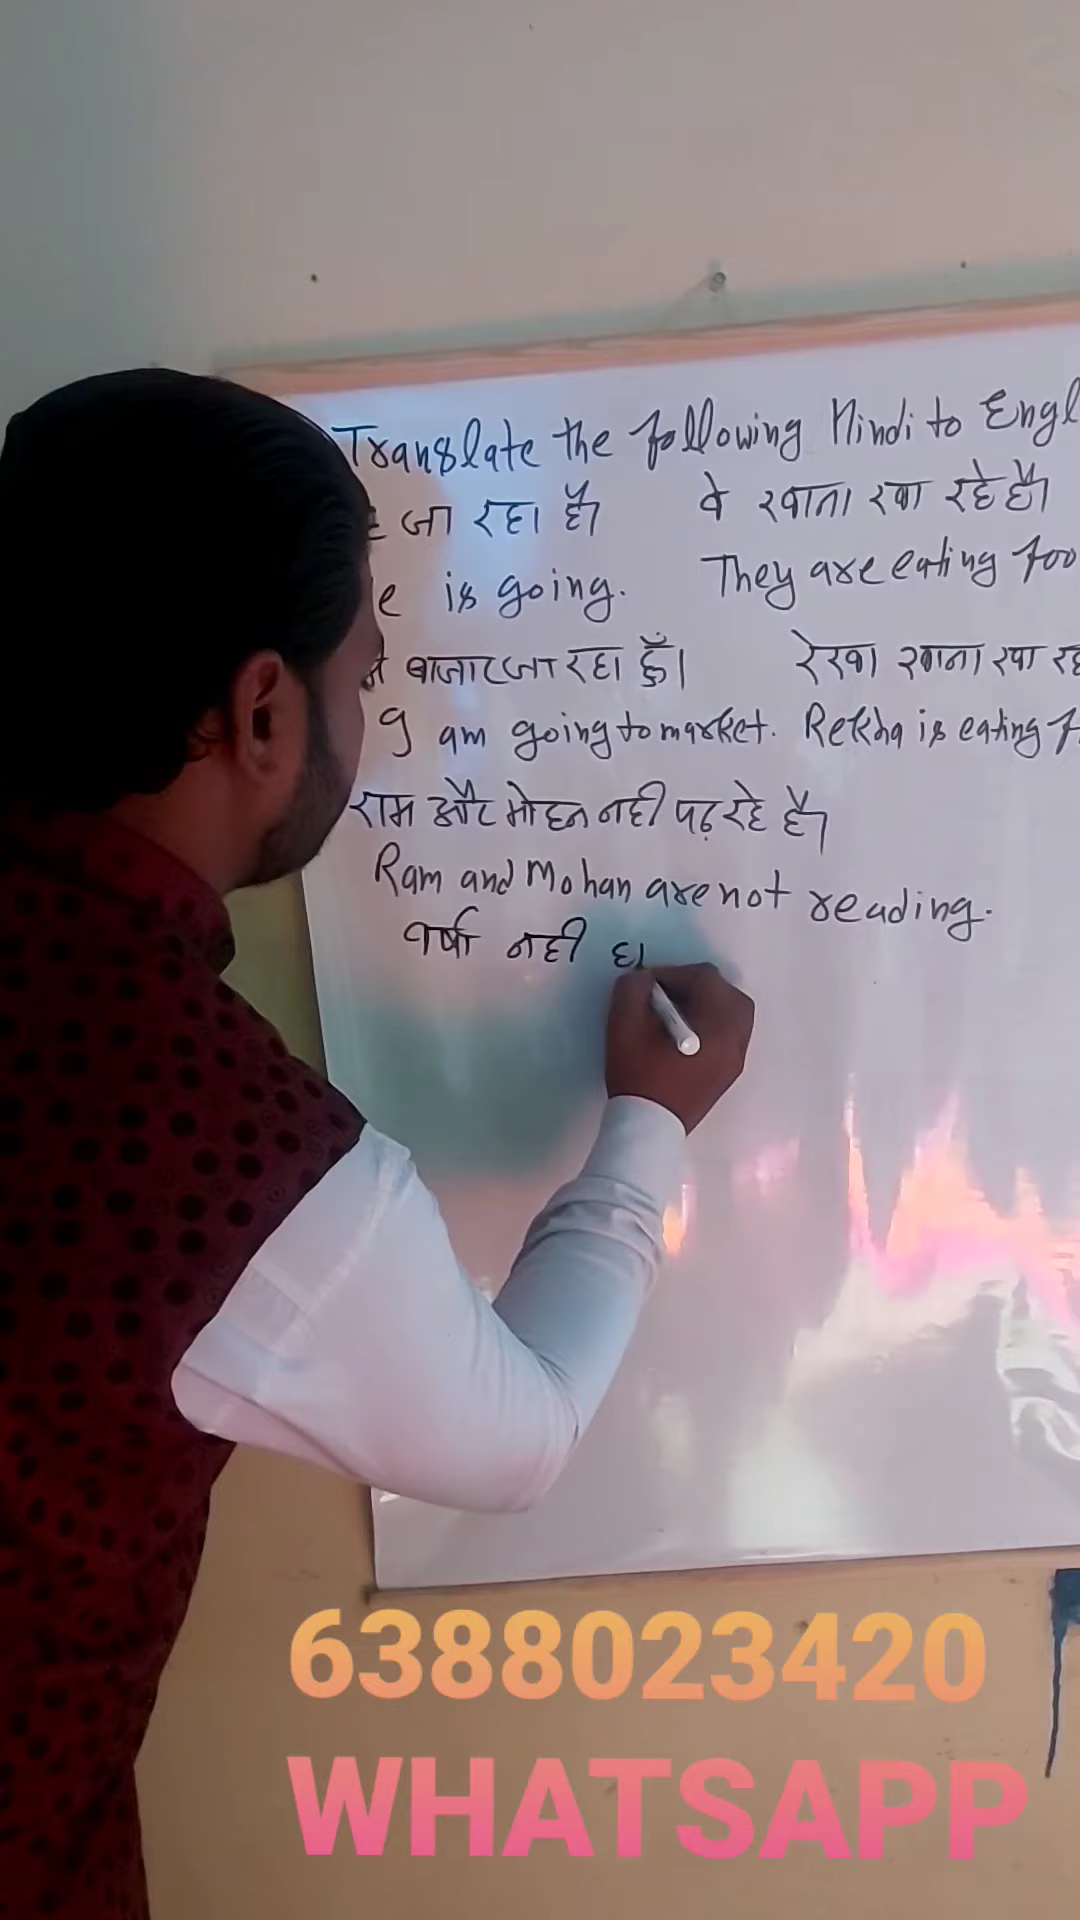 Translate the following Hindi to Engl
जा रहा है। वे खाना खा रहे है।
e is going. They are eating foo
मै बाजार जा रहा हूँ। रेखा खाना खा रह
I am going to market. Rekha is eating f
राम और मोहन नही पढ़ रहे है।
Ram and Mohan are not reading.
वर्षा नही हा
6388023420
WHATSAPP